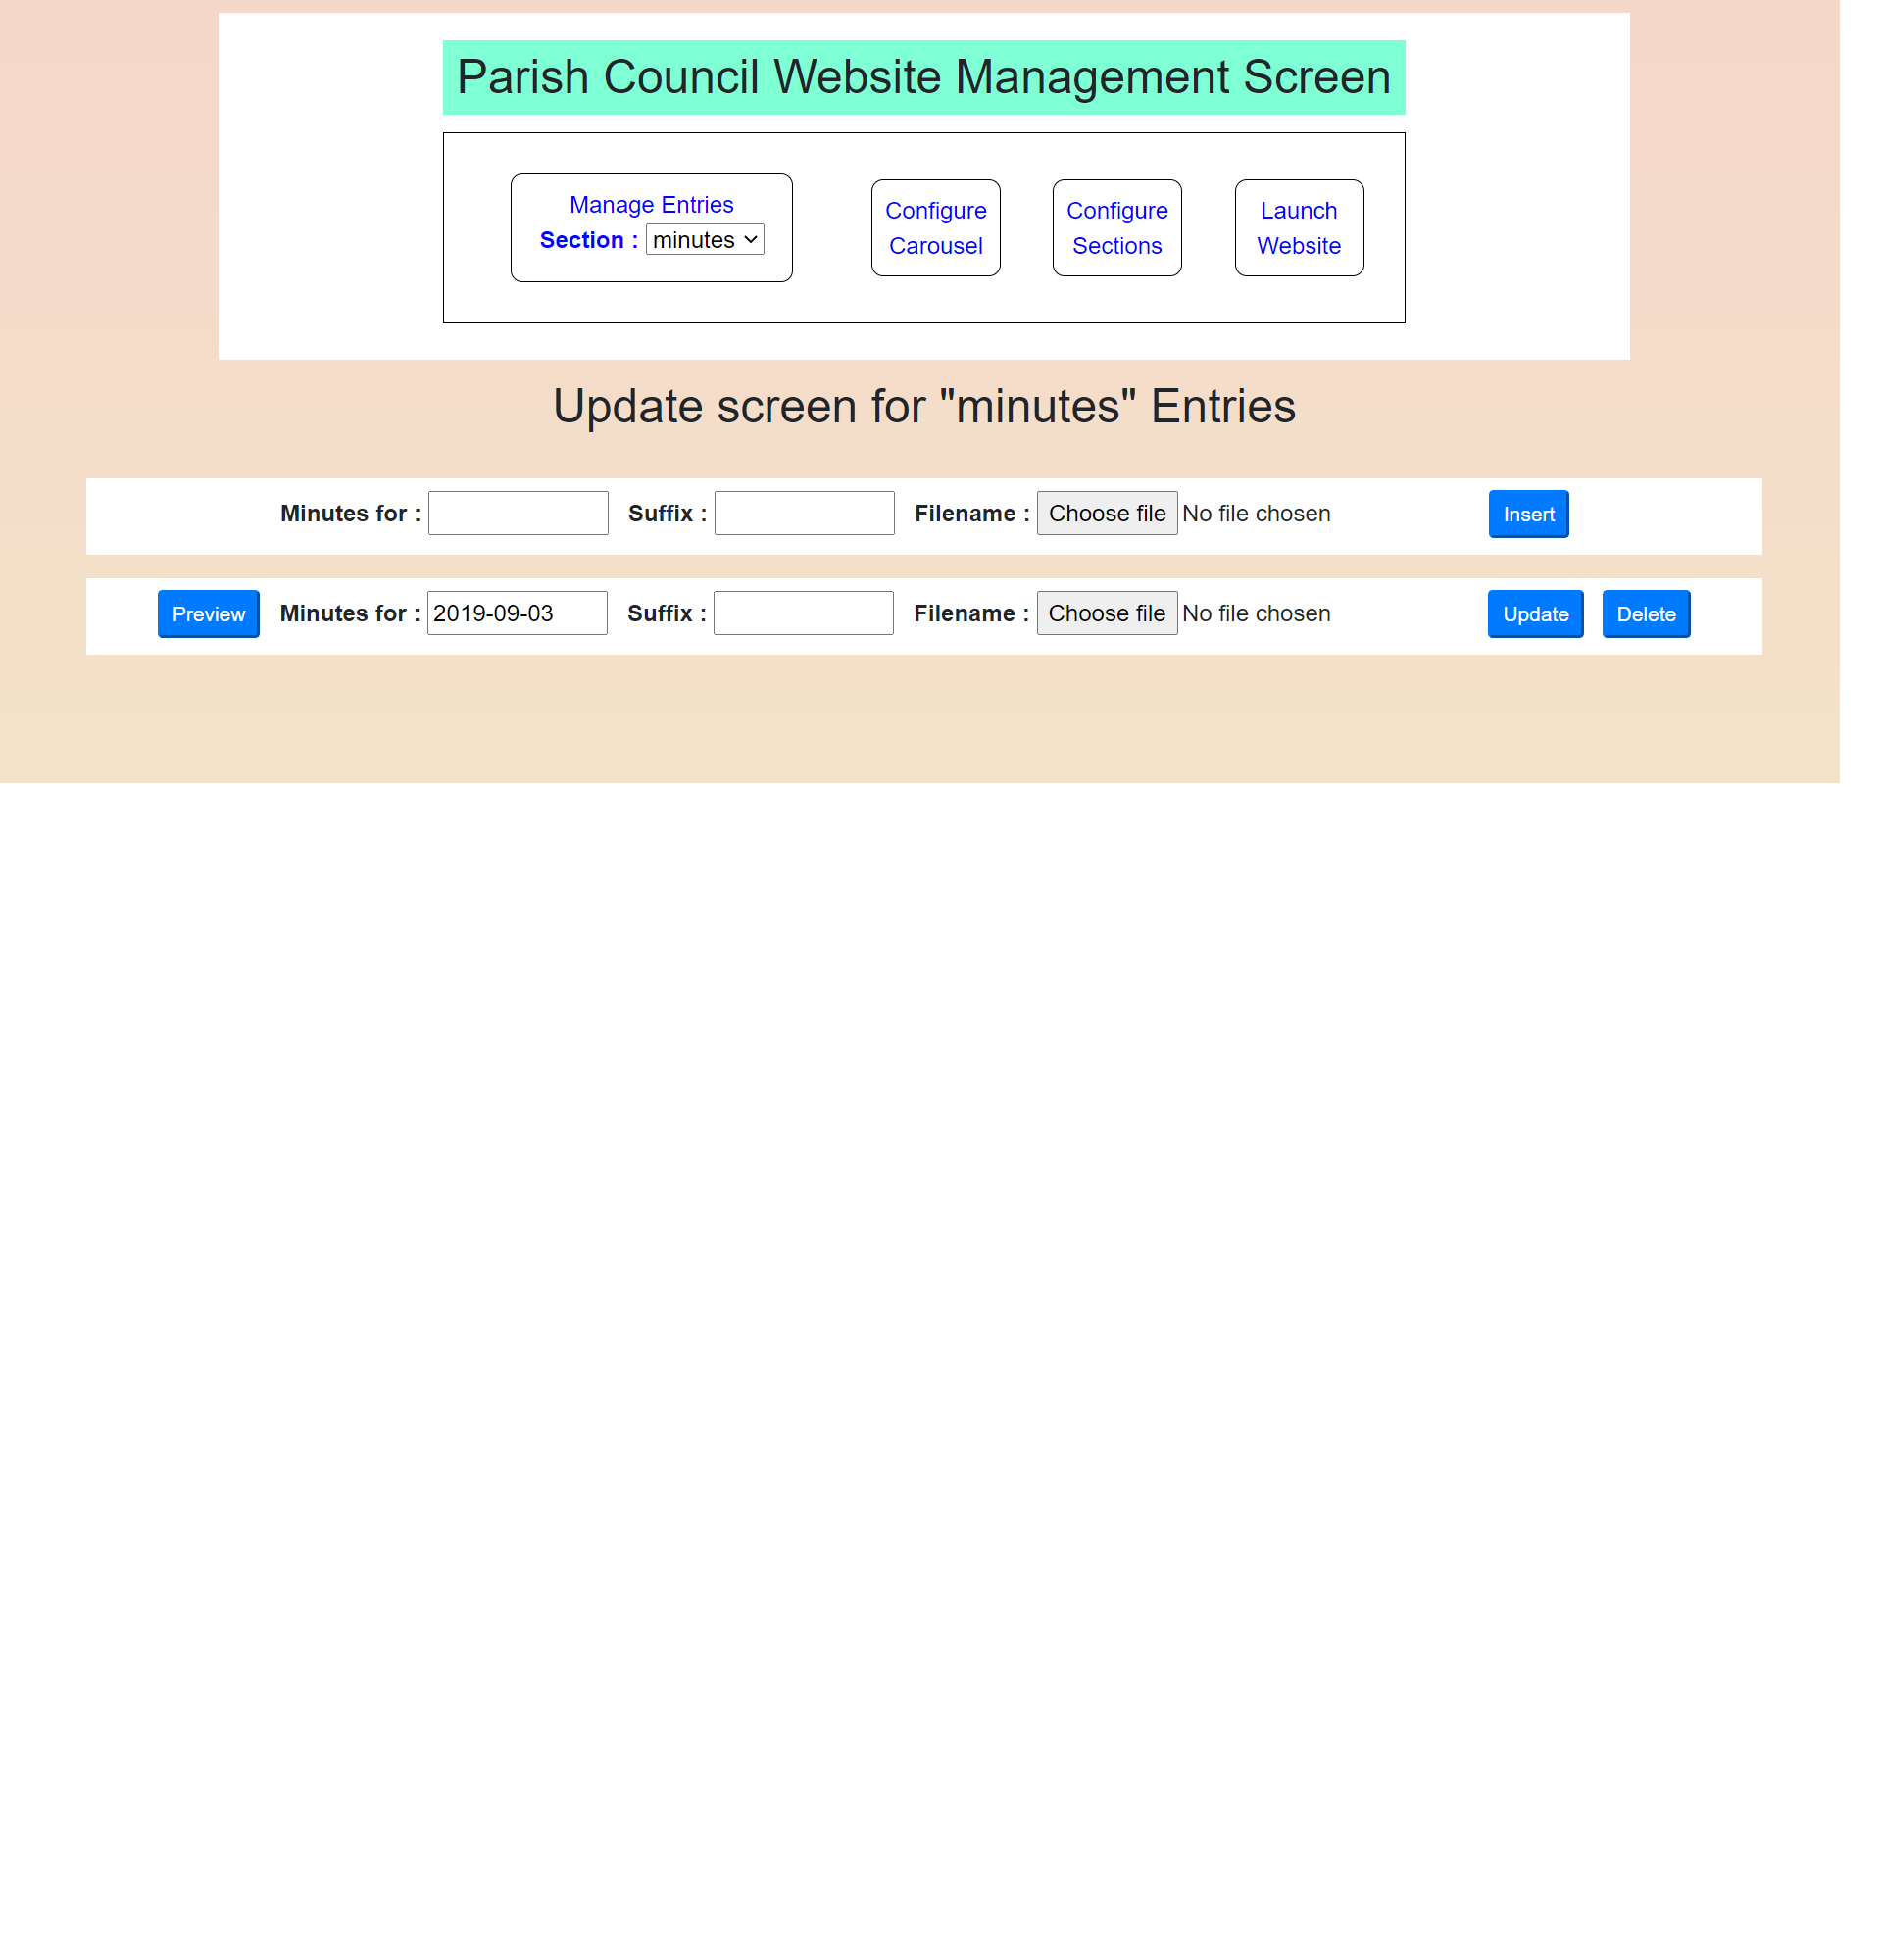 Parish Council Website Management Screen
Manage Entries
Section : minutes
Configure
Carousel
Configure
Sections
Launch
Website
Update screen for "minutes" Entries
Minutes for : Suffix : Filename : Choose file No file chosen Insert
Preview Minutes for : 2019-09-03 Suffix : Filename : Choose file No file chosen Update Delete